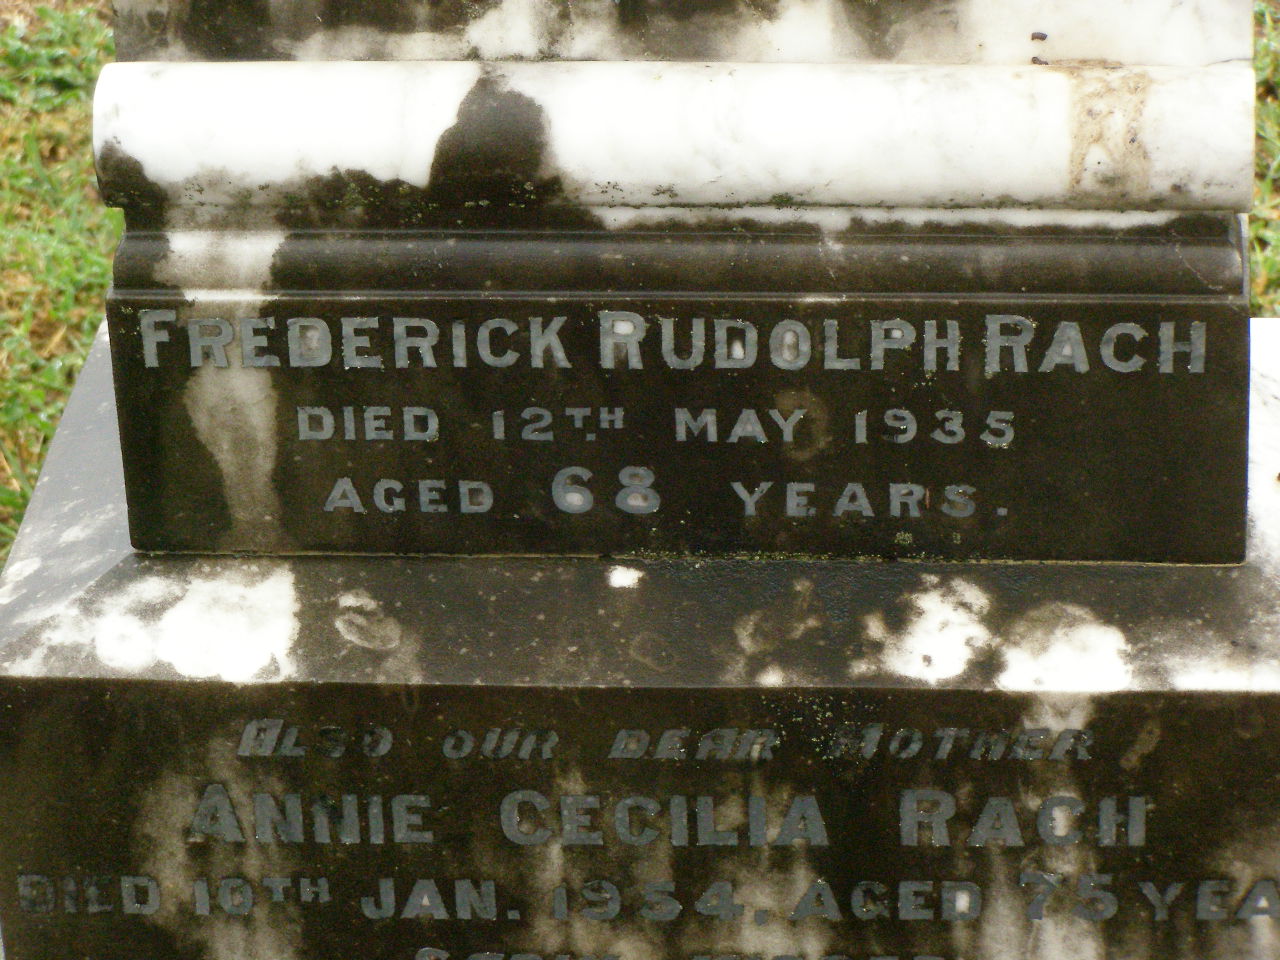 FREDERICK RUDOLPH RACH
DIED 12TH MAY 1935
AGED 68 YEARS.
ALSO OUR DEAR MOTHER
ANNIE CECILIA RACH
DIED 10TH JAN. 1954, AGED 75 YEA